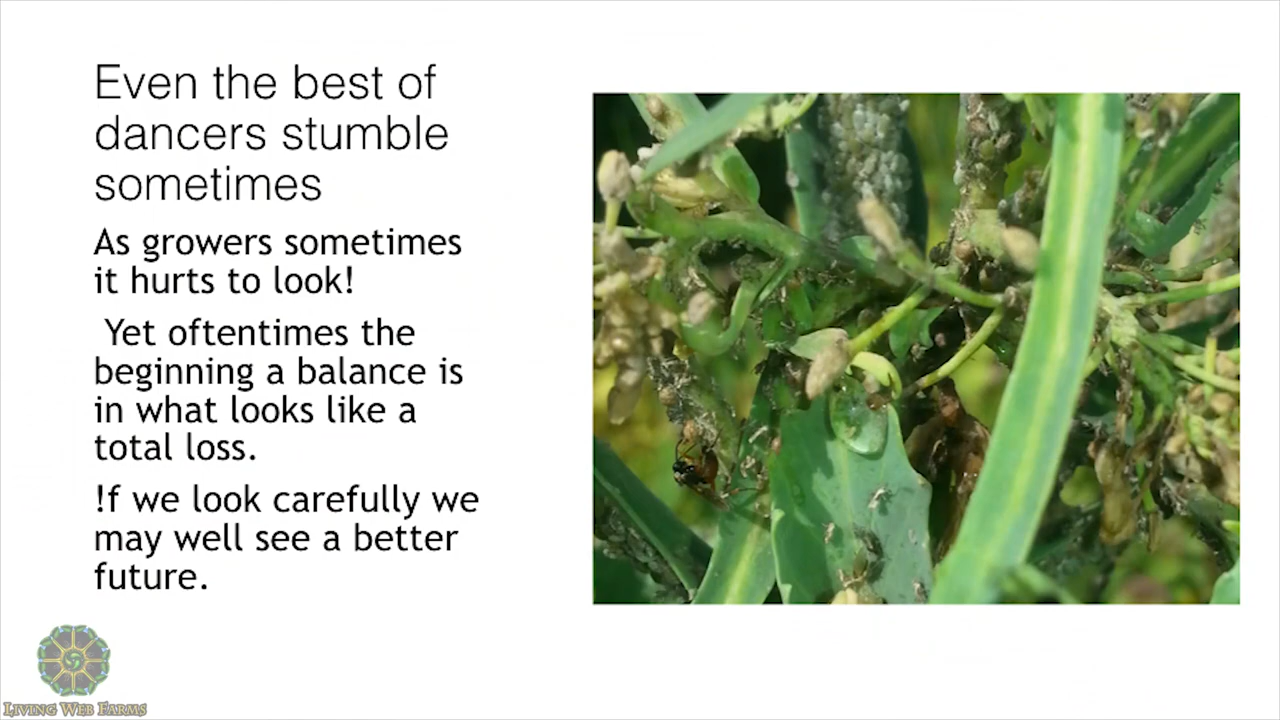 Even the best of
dancers stumble
sometimes
As growers sometimes
it hurts to look!
Yet oftentimes the
beginning a balance is
in what looks like a
total loss.
!f we look carefully we
may well see a better
future.
LIVING WEB FARMS